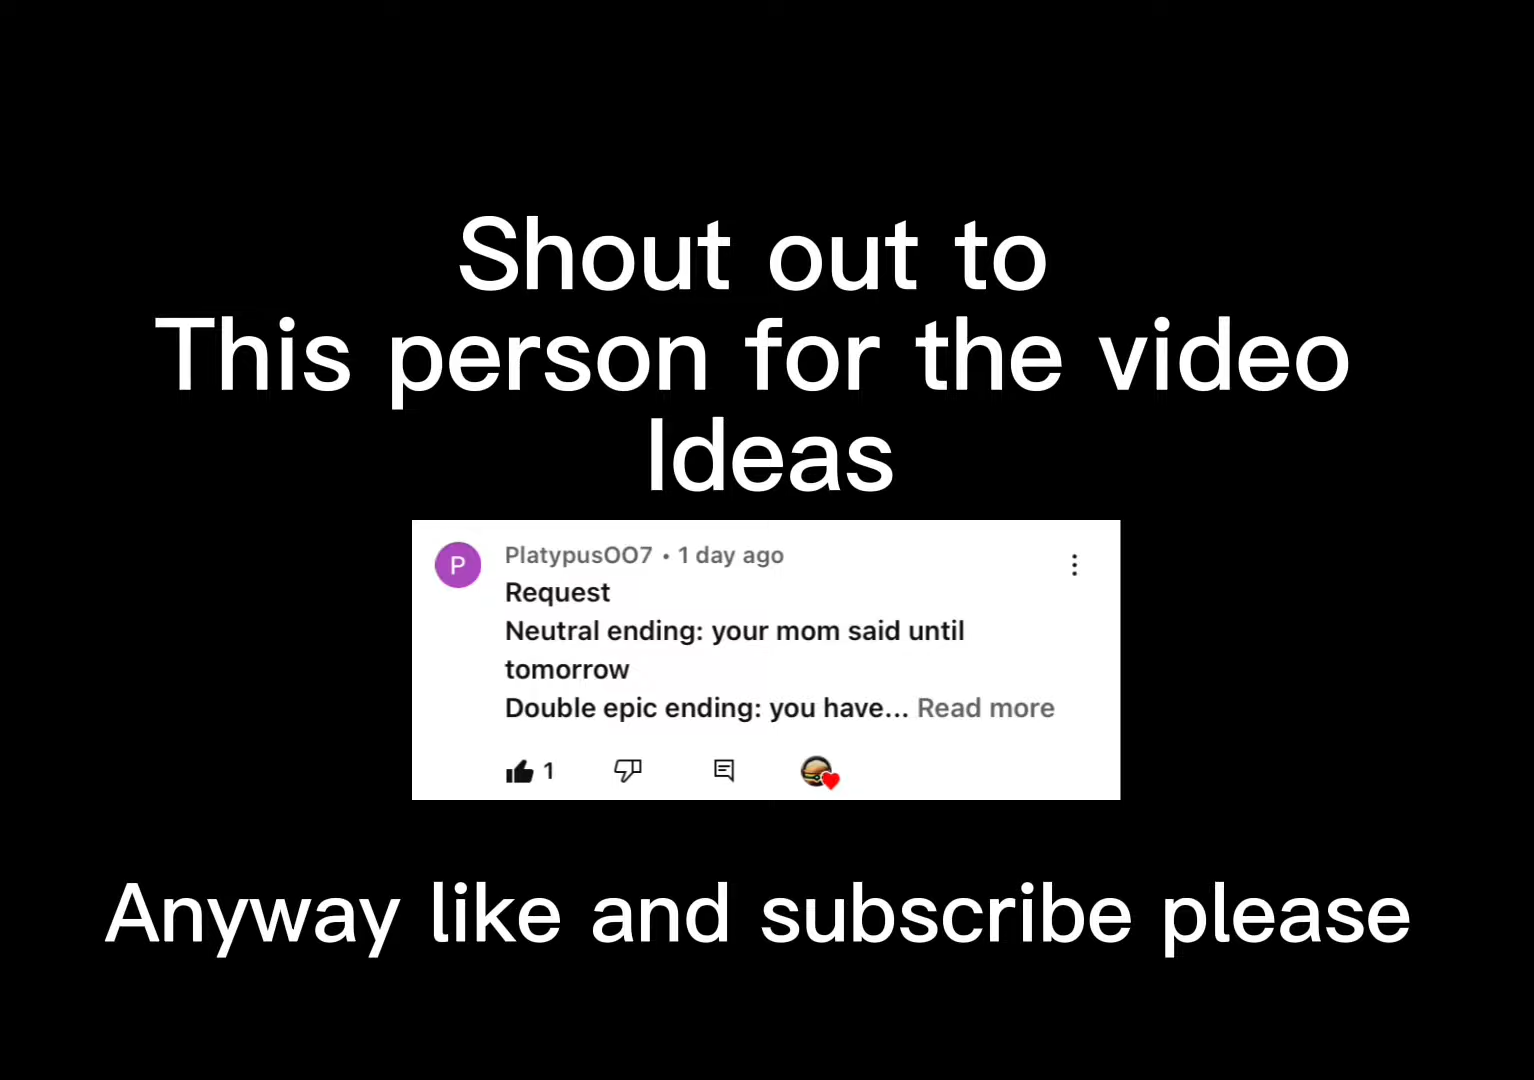 Shout out to
This person for the video
Ideas
P
PlatypusOO7 • 1 day ago
Request
Neutral ending: your mom said until
tomorrow
Double epic ending: you have... Read more
1
Anyway like and subscribe please